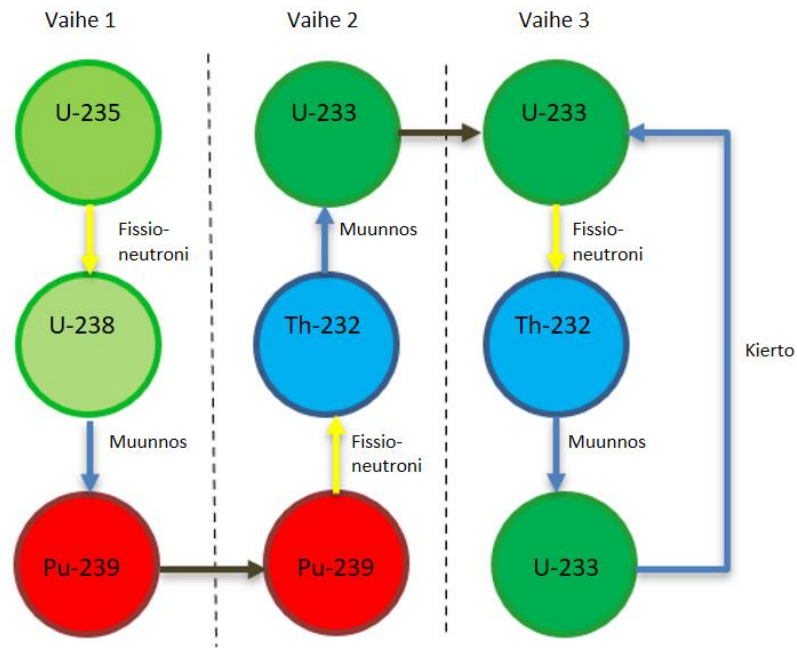 Vaihe 1
Vaihe 2
Vaihe 3
U-235
U-233
U-233
Fissio-
neutroni
Muunnos
Fissio-
neutroni
U-238
Th-232
Th-232
Kierto
Muunnos
Fissio-
neutroni
Muunnos
Pu-239
Pu-239
U-233